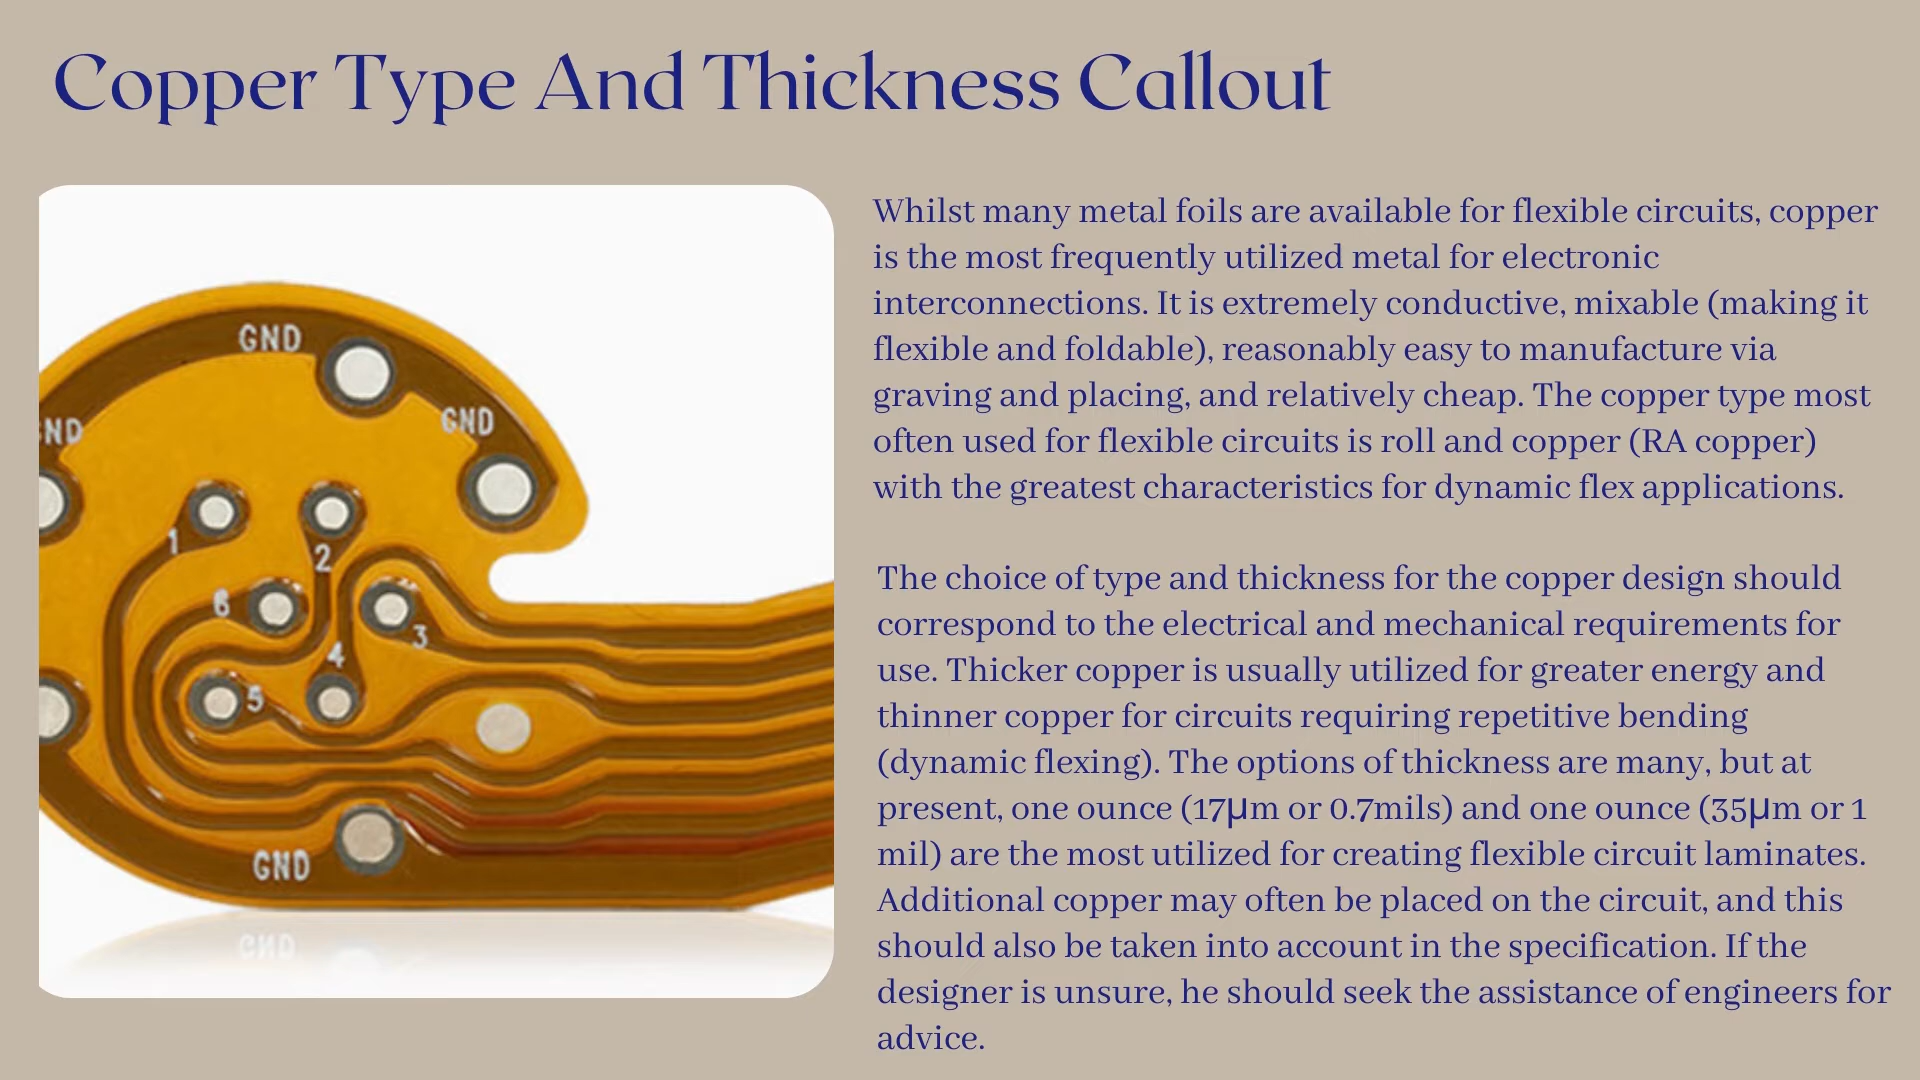 Copper Type And Thickness Callout
Whilst many metal foils are available for flexible circuits, copper
is the most frequently utilized metal for electronic
interconnections. It is extremely conductive, mixable (making it
flexible and foldable), reasonably easy to manufacture via
graving and placing, and relatively cheap. The copper type most
often used for flexible circuits is roll and copper (RA copper)
with the greatest characteristics for dynamic flex applications.
The choice of type and thickness for the copper design should
correspond to the electrical and mechanical requirements for
use. Thicker copper is usually utilized for greater energy and
thinner copper for circuits requiring repetitive bending
(dynamic flexing). The options of thickness are many, but at
present, one ounce (17μm or 0.7mils) and one ounce (35μm or 1
mil) are the most utilized for creating flexible circuit laminates.
Additional copper may often be placed on the circuit, and this
should also be taken into account in the specification. If the
designer is unsure, he should seek the assistance of engineers for
advice.
GND
GND
ND
1
2
6
3
4
5
GND